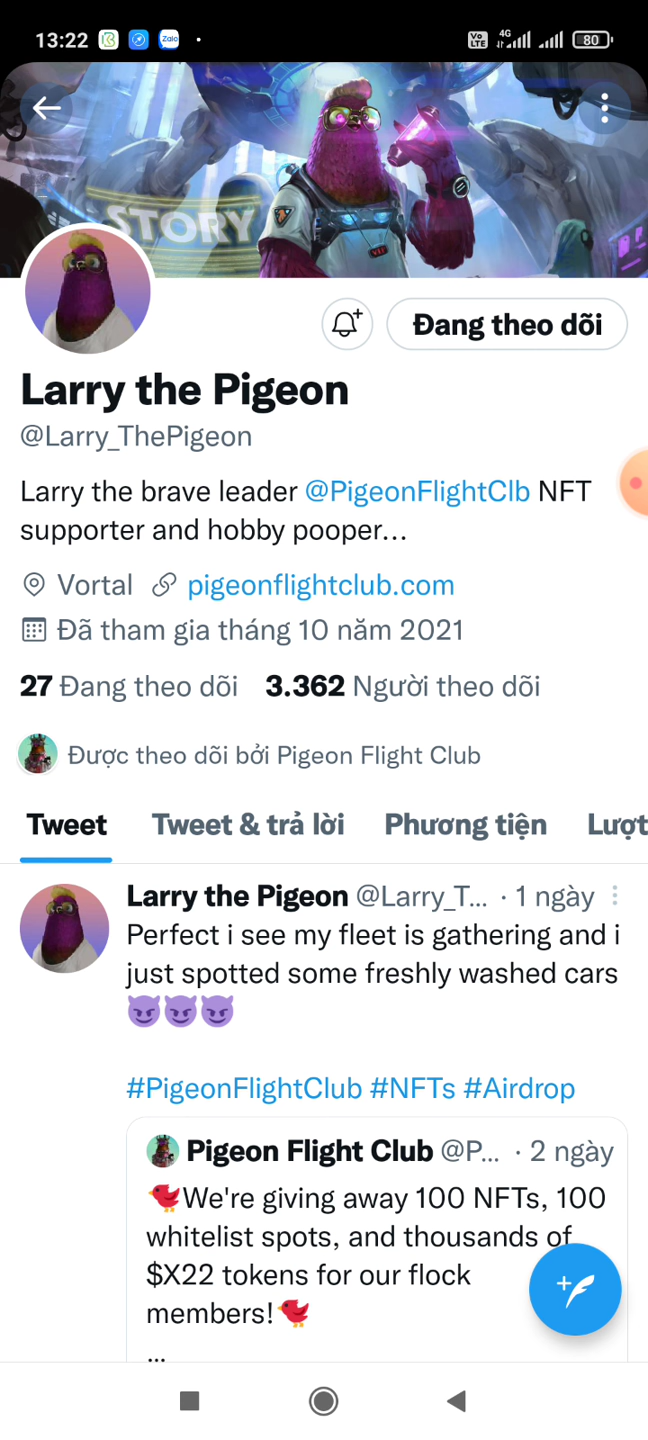 13:22
Zalo
Vo
LTE
4G
80
STORY
Đang theo dõi
Larry the Pigeon
@Larry_ThePigeon
Larry the brave leader @PigeonFlightClb NFT
supporter and hobby pooper...
Vortal pigeonflightclub.com
Đã tham gia tháng 10 năm 2021
27 Đang theo dõi 3.362 Người theo dõi
Được theo dõi bởi Pigeon Flight Club
Tweet Tweet & trả lời Phương tiện Lượt
Larry the Pigeon @Larry_T... · 1 ngày
Perfect i see my fleet is gathering and i
just spotted some freshly washed cars
😈😈😈
#PigeonFlightClub #NFTs #Airdrop
Pigeon Flight Club @P... · 2 ngày
We're giving away 100 NFTs, 100
whitelist spots, and thousands of
$X22 tokens for our flock
members!
...